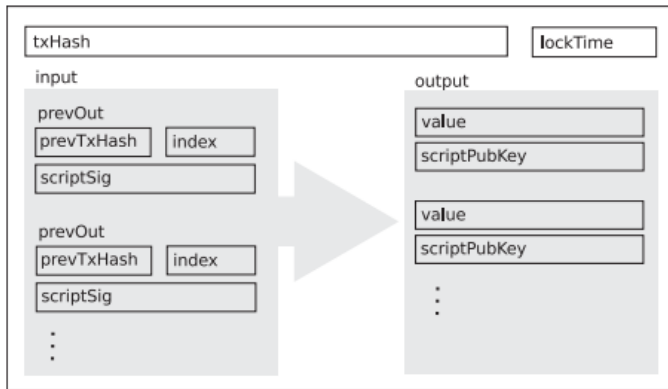 txHash
lockTime
input
prevOut
prevTxHash index
scriptSig
prevOut
prevTxHash index
scriptSig
output
value
scriptPubKey
value
scriptPubKey